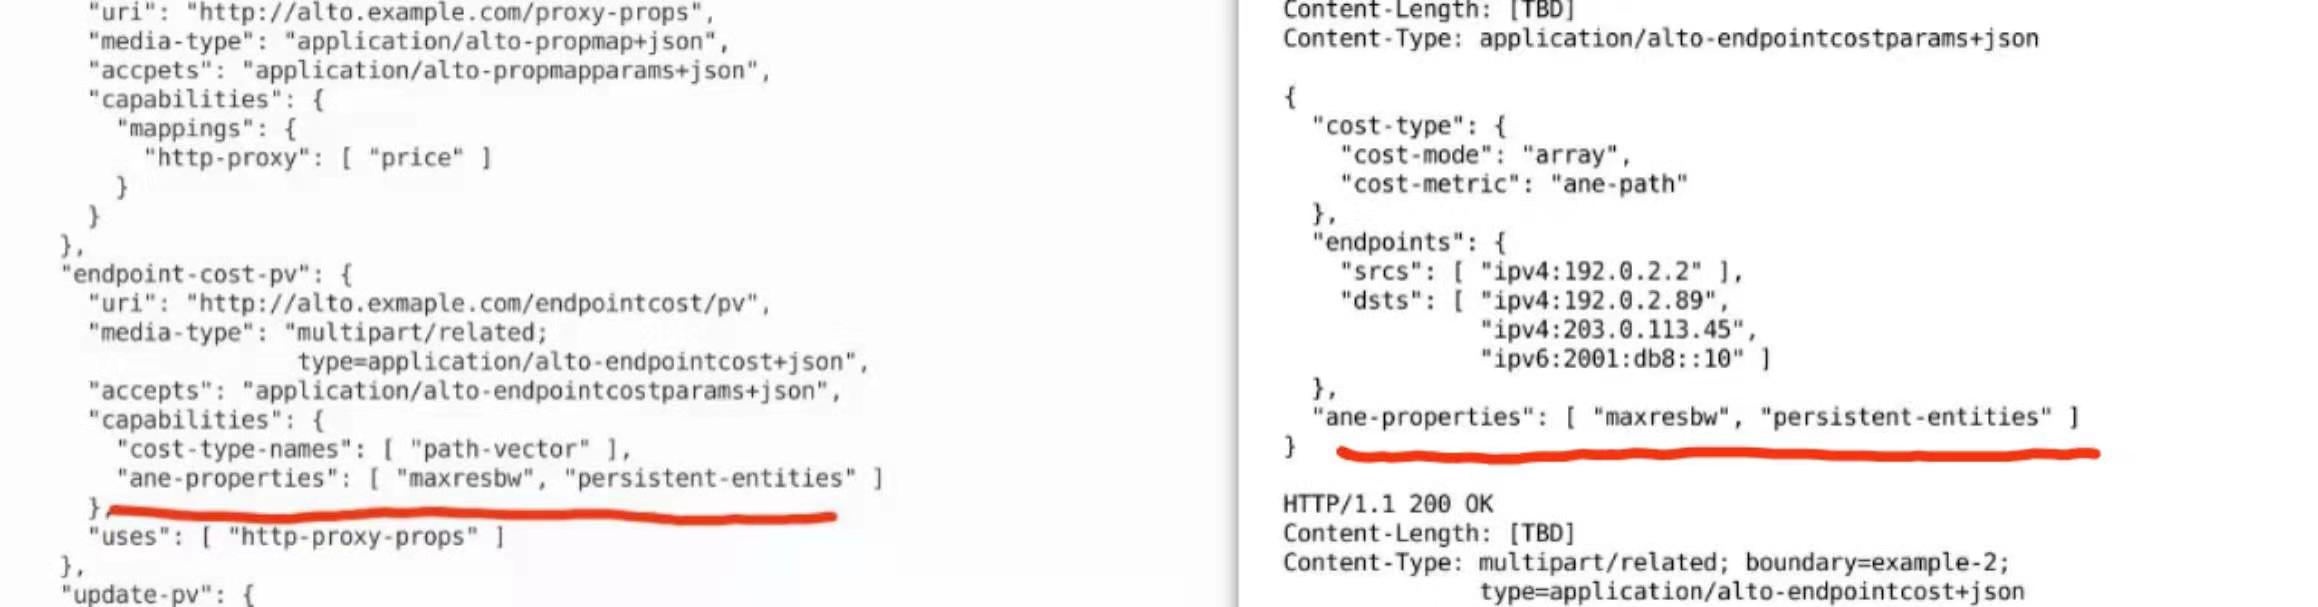 "uri": "http://alto.example.com/proxy-props",
"media-type": "application/alto-propmap+json",
"accpets": "application/alto-propmapparams+json",
"capabilities": {
"mappings": {
"http-proxy": [ "price" ]
}
}
},
"endpoint-cost-pv": {
"uri": "http://alto.exmaple.com/endpointcost/pv",
"media-type": "multipart/related;
type=application/alto-endpointcost+json",
"accepts": "application/alto-endpointcostparams+json",
"capabilities": {
"cost-type-names": [ "path-vector" ],
"ane-properties": [ "maxresbw", "persistent-entities" ]
},
"uses": [ "http-proxy-props" ]
},
"update-pv": {
Content-Length: [TBD]
Content-Type: application/alto-endpointcostparams+json
{
"cost-type": {
"cost-mode": "array",
"cost-metric": "ane-path"
},
"endpoints": {
"srcs": [ "ipv4:192.0.2.2" ],
"dsts": [ "ipv4:192.0.2.89",
"ipv4:203.0.113.45",
"ipv6:2001:db8::10" ]
},
"ane-properties": [ "maxresbw", "persistent-entities" ]
}
HTTP/1.1 200 OK
Content-Length: [TBD]
Content-Type: multipart/related; boundary=example-2;
type=application/alto-endpointcost+json